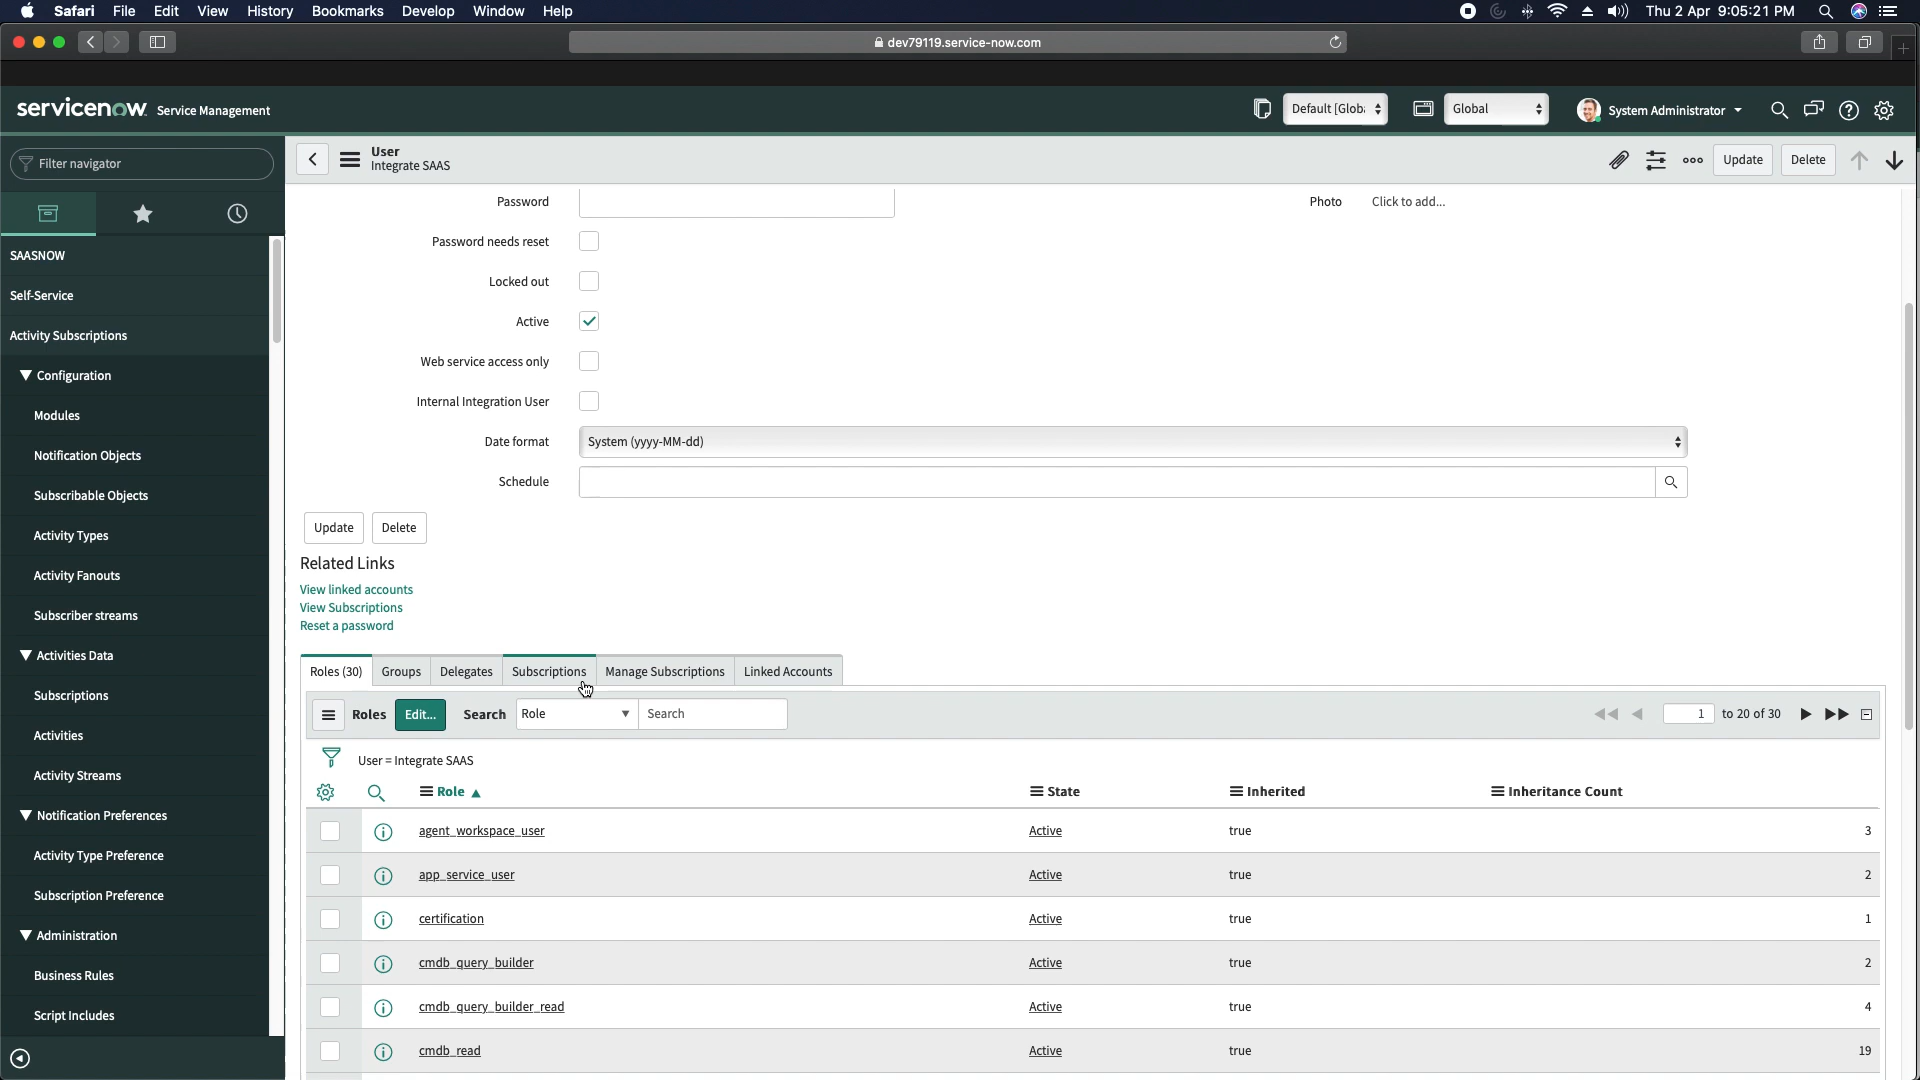 Safari File Edit View History Bookmarks Develop Window Help Thu 2 Apr 9:05:21 PM
dev79119.service-now.com
servicenow Service Management Default [Globa Global System Administrator
Filter navigator
User
Integrate SAAS
Update Delete
SAASNOW
Self-Service
Activity Subscriptions
Configuration
Modules
Notification Objects
Subscribable Objects
Activity Types
Activity Fanouts
Subscriber streams
Activities Data
Subscriptions
Activities
Activity Streams
Notification Preferences
Activity Type Preference
Subscription Preference
Administration
Business Rules
Script Includes
Password
Photo Click to add...
Password needs reset
Locked out
Active
Web service access only
Internal Integration User
Date format System (yyyy-MM-dd)
Schedule
Update Delete
Related Links
View linked accounts
View Subscriptions
Reset a password
Roles (30) Groups Delegates Subscriptions Manage Subscriptions Linked Accounts
Roles Edit... Search Role Search 1 to 20 of 30
User = Integrate SAAS
Role State Inherited Inheritance Count
agent_workspace_user Active true 3
app_service_user Active true 2
certification Active true 1
cmdb_query_builder Active true 2
cmdb_query_builder_read Active true 4
cmdb_read Active true 19